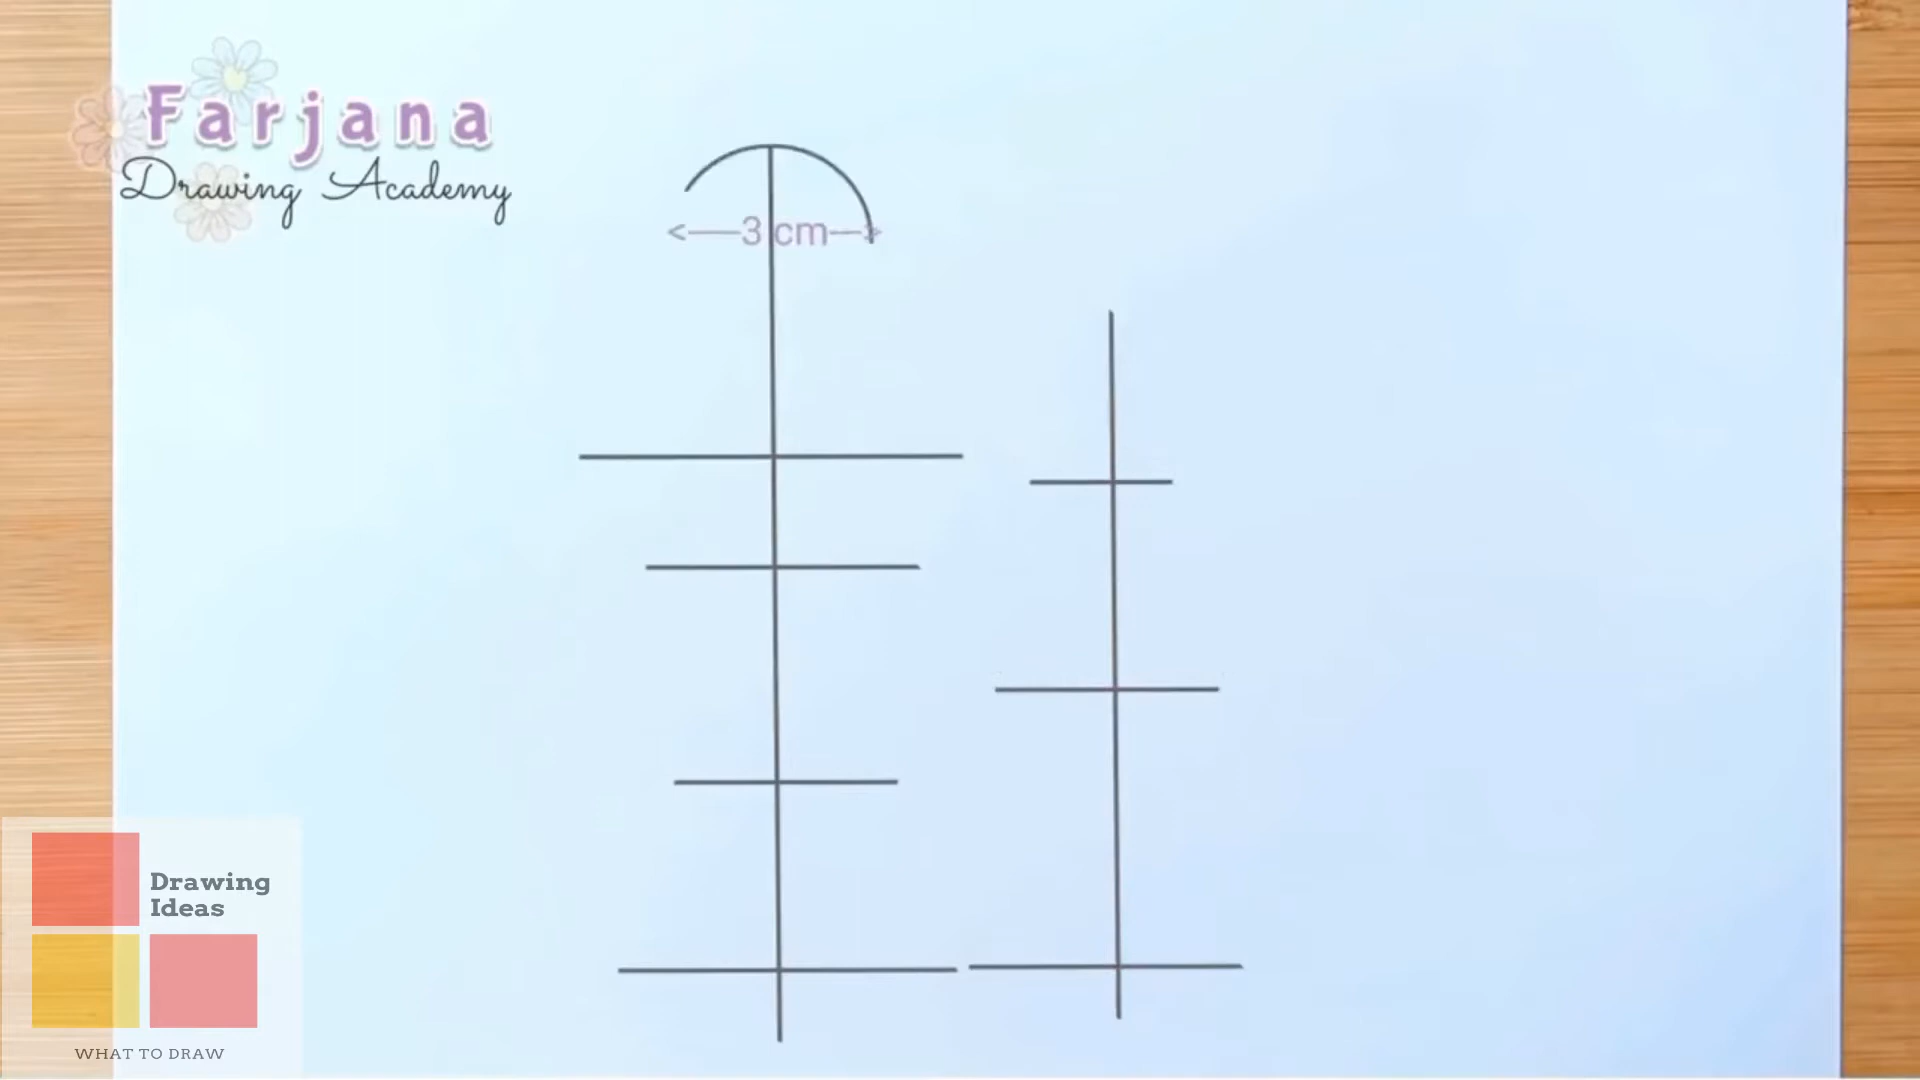 Farjana
Drawing Academy
<—3 cm—>
Drawing
Ideas
WHAT TO DRAW